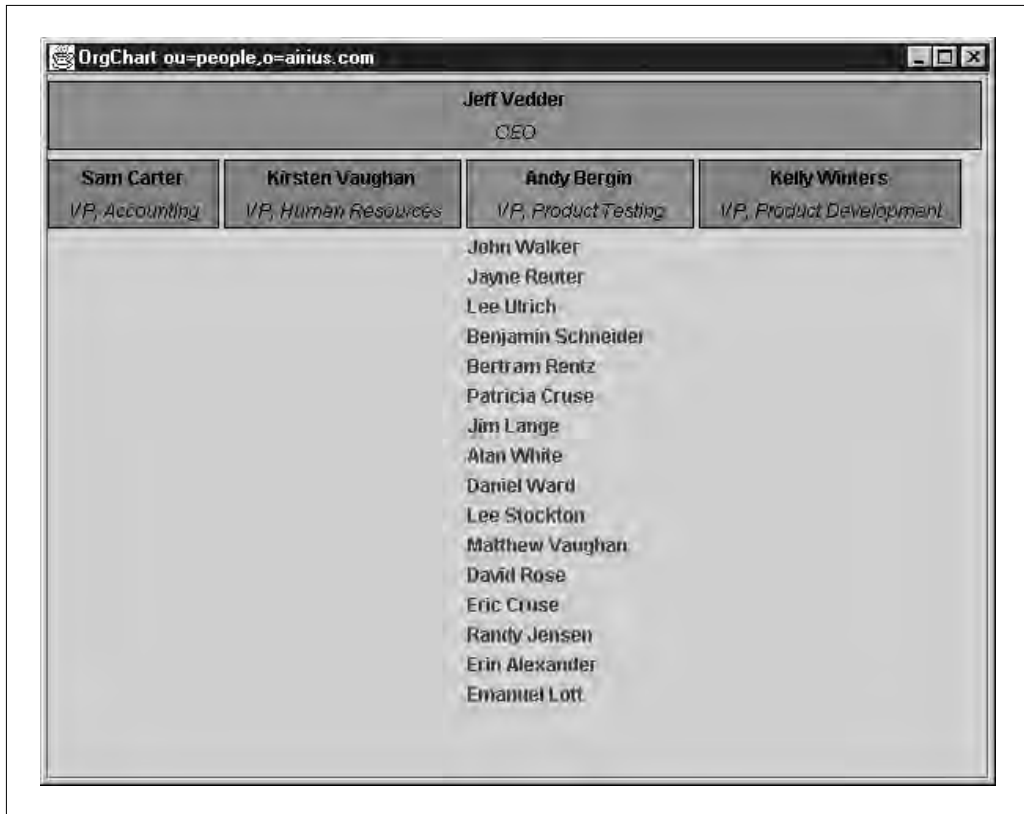 OrgChart ou=people,o=airius.com
Jeff Vedder
CEO
Sam Carter
VP, Accounting
Kirsten Vaughan
VP, Human Resources
Andy Bergin
VP, Product Testing
Kelly Winters
VP, Product Development
John Walker
Jayne Reuter
Lee Ulrich
Benjamin Schneider
Bertram Rentz
Patricia Cruse
Jim Lange
Alan White
Daniel Ward
Lee Stockton
Matthew Vaughan
David Rose
Eric Cruse
Randy Jensen
Erin Alexander
Emanuel Lott